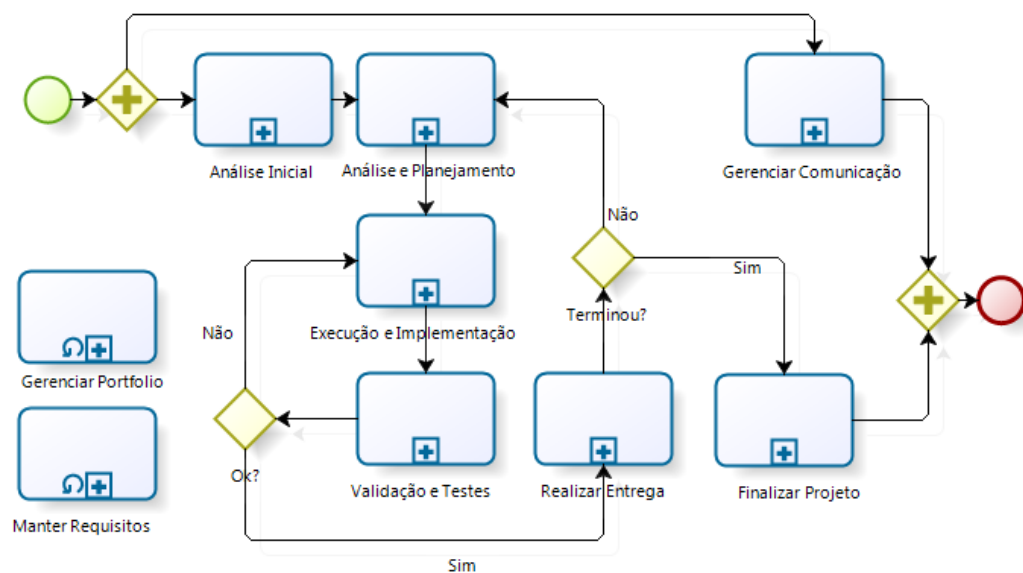 Análise Inicial
Análise e Planejamento
Gerenciar Comunicação
Não
Sim
Terminou?
Não
Execução e Implementação
Gerenciar Portfolio
Ok?
Validação e Testes
Realizar Entrega
Finalizar Projeto
Manter Requisitos
Sim